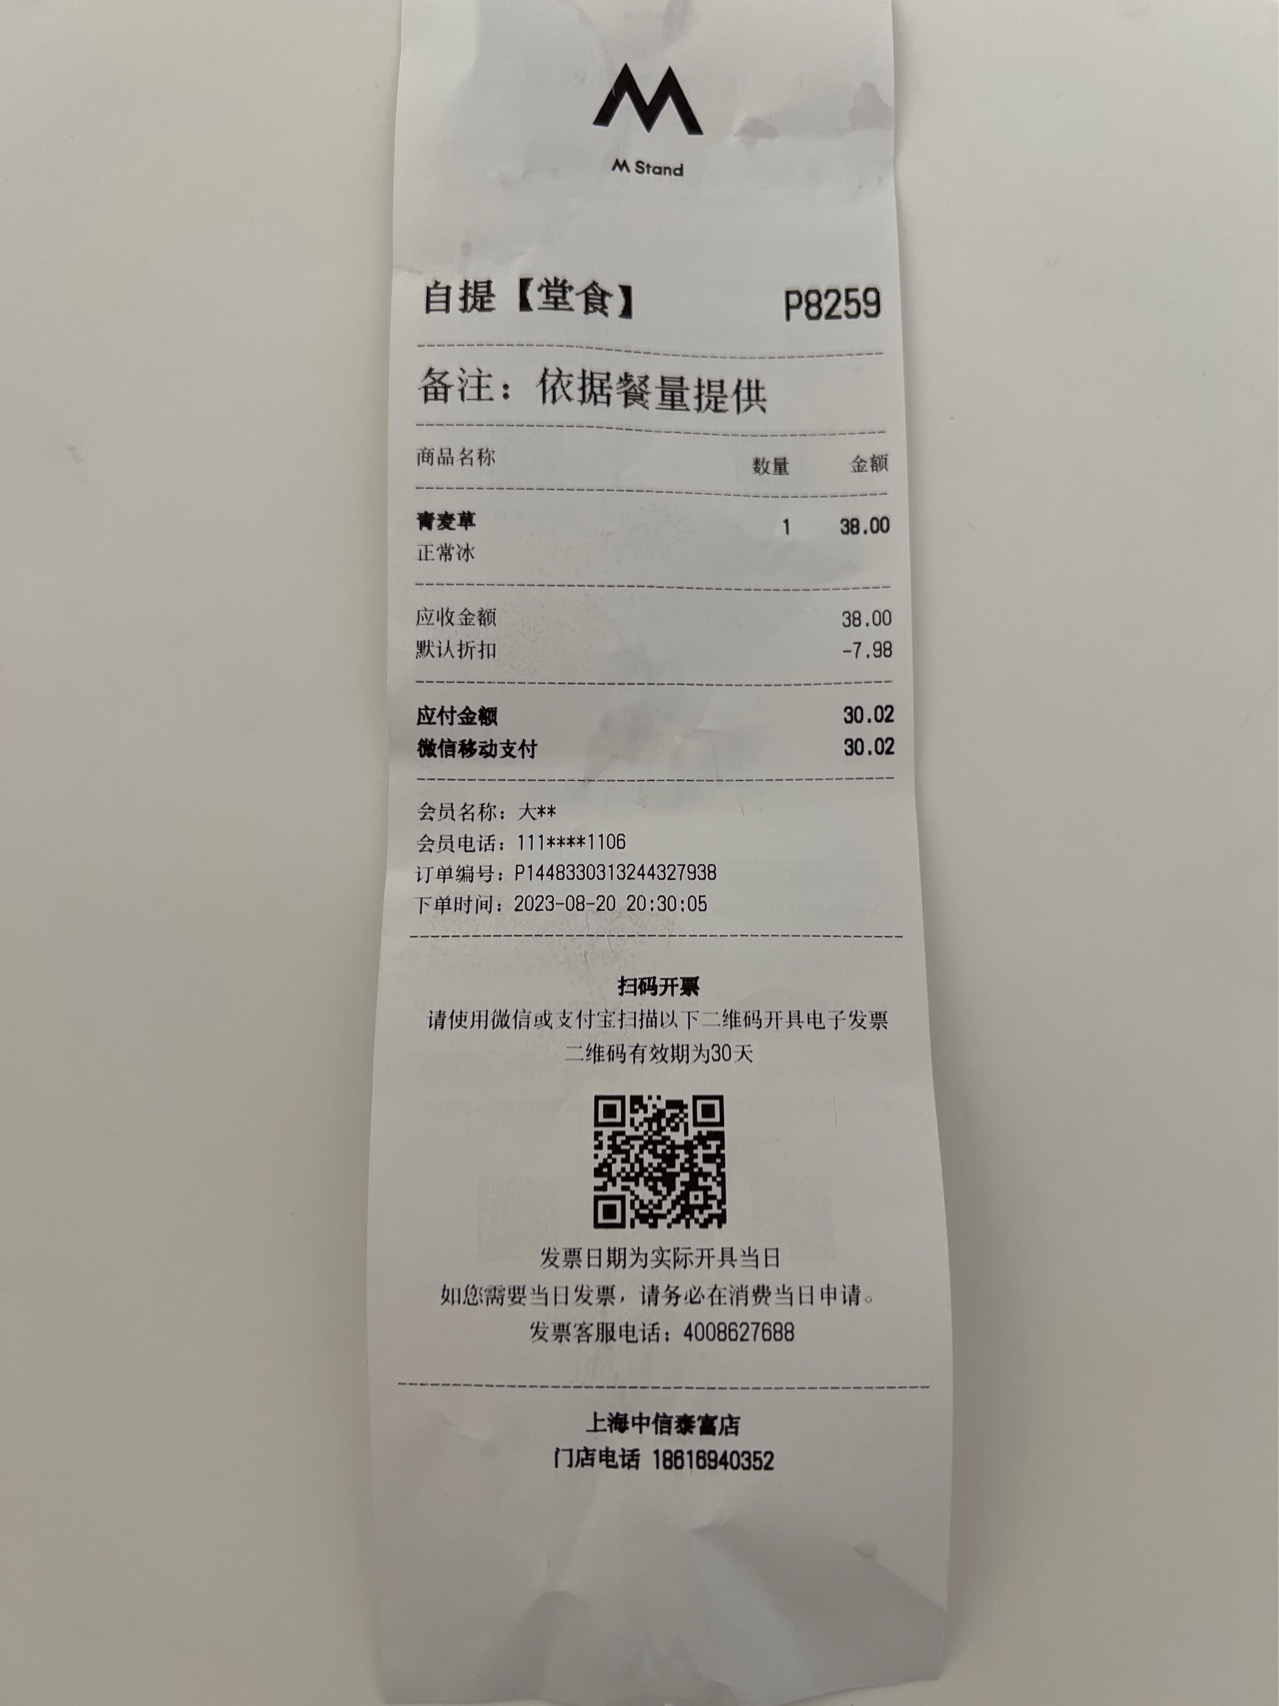 M
M Stand
自提【堂食】 P8259
备注：依据餐量提供
商品名称 数量 金额
青麦草 1 38.00
正常冰
应收金额 38.00
默认折扣 -7.98
应付金额 30.02
微信移动支付 30.02
会员名称：大**
会员电话：111****1106
订单编号：P1448330313244327938
下单时间：2023-08-20 20:30:05
扫码开票
请使用微信或支付宝扫描以下二维码开具电子发票
二维码有效期为30天
发票日期为实际开具当日
如您需要当日发票，请务必在消费当日申请。
发票客服电话：4008627688
上海中信泰富店
门店电话 18616940352